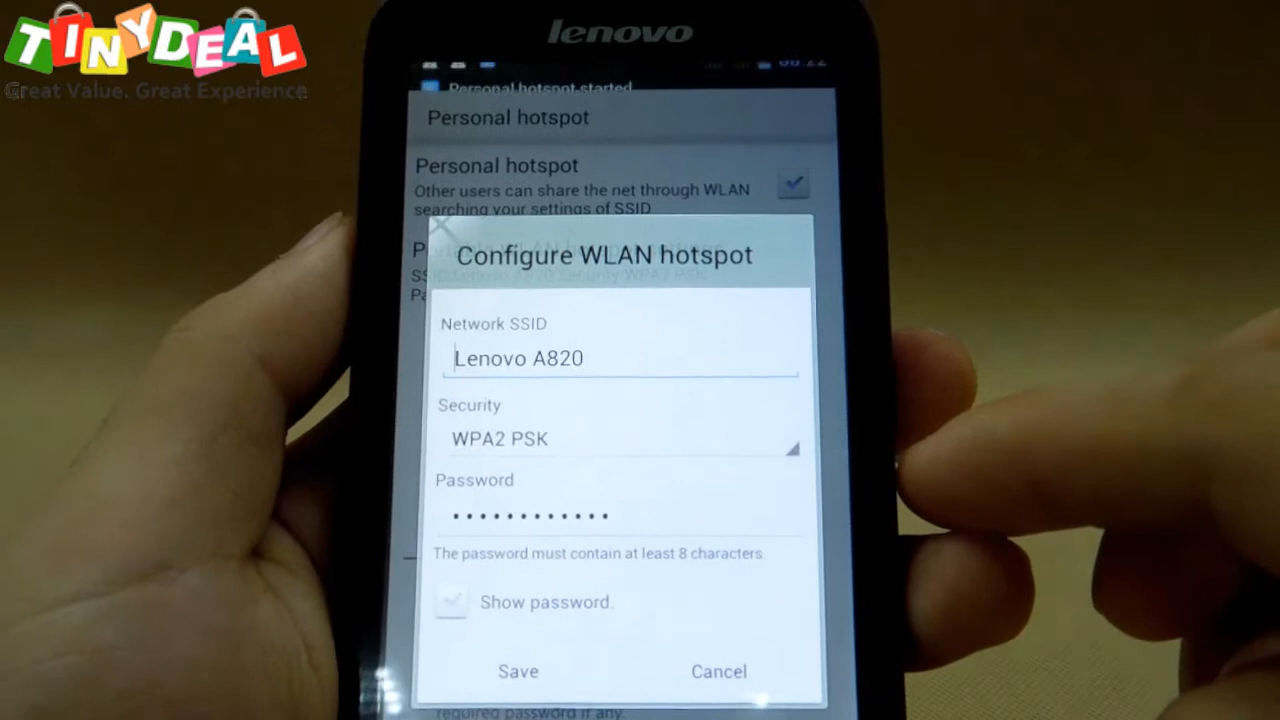 TINYDEAL
Great Value. Great Experience
lenovo
Personal hotspot started
Personal hotspot
Personal hotspot
Other users can share the net through WLAN
searching your settings of SSID
Configure WLAN hotspot
Network SSID
Lenovo A820
Security
WPA2 PSK
Password
••••••••••••
The password must contain at least 8 characters.
Show password.
Save
Cancel
required password if any.